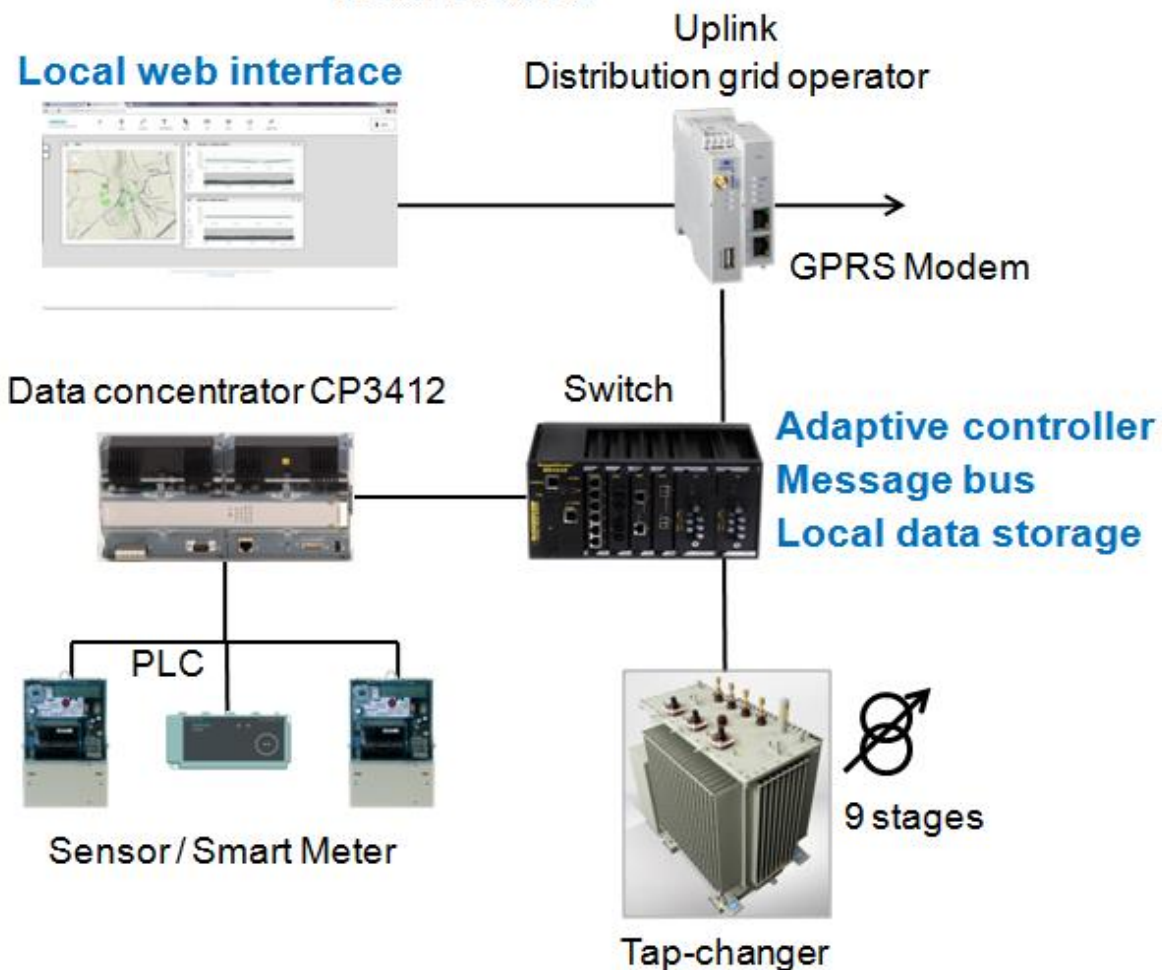 Uplink
Distribution grid operator
Local web interface
GPRS Modem
Data concentrator CP3412
Switch
Adaptive controller
Message bus
Local data storage
PLC
Sensor / Smart Meter
9 stages
Tap-changer